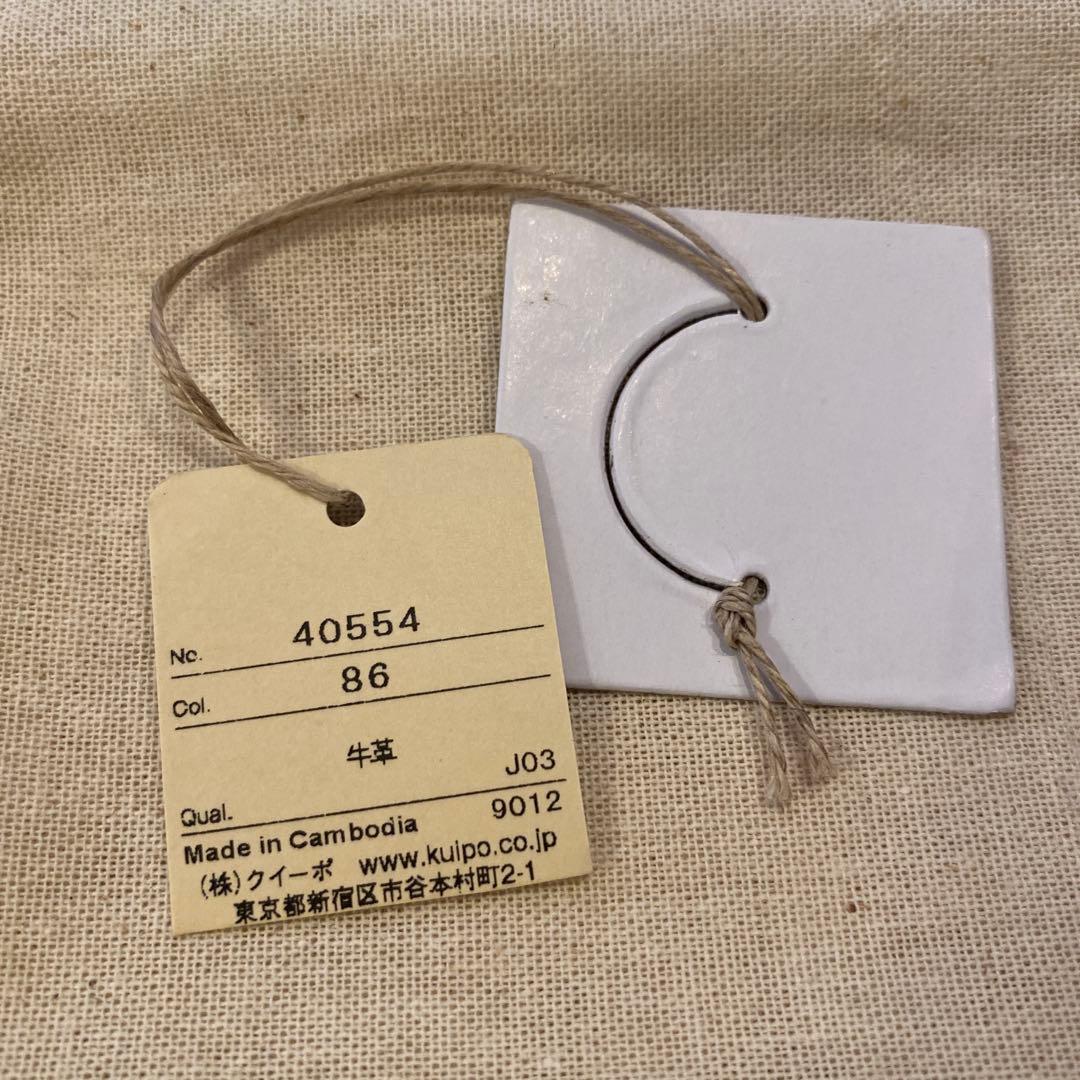 No. 40554
Col. 86
牛革
Qual. J03
Made in Cambodia 9012
(株)クイーポ www.kuipo.co.jp
東京都新宿区市谷本村町2-1